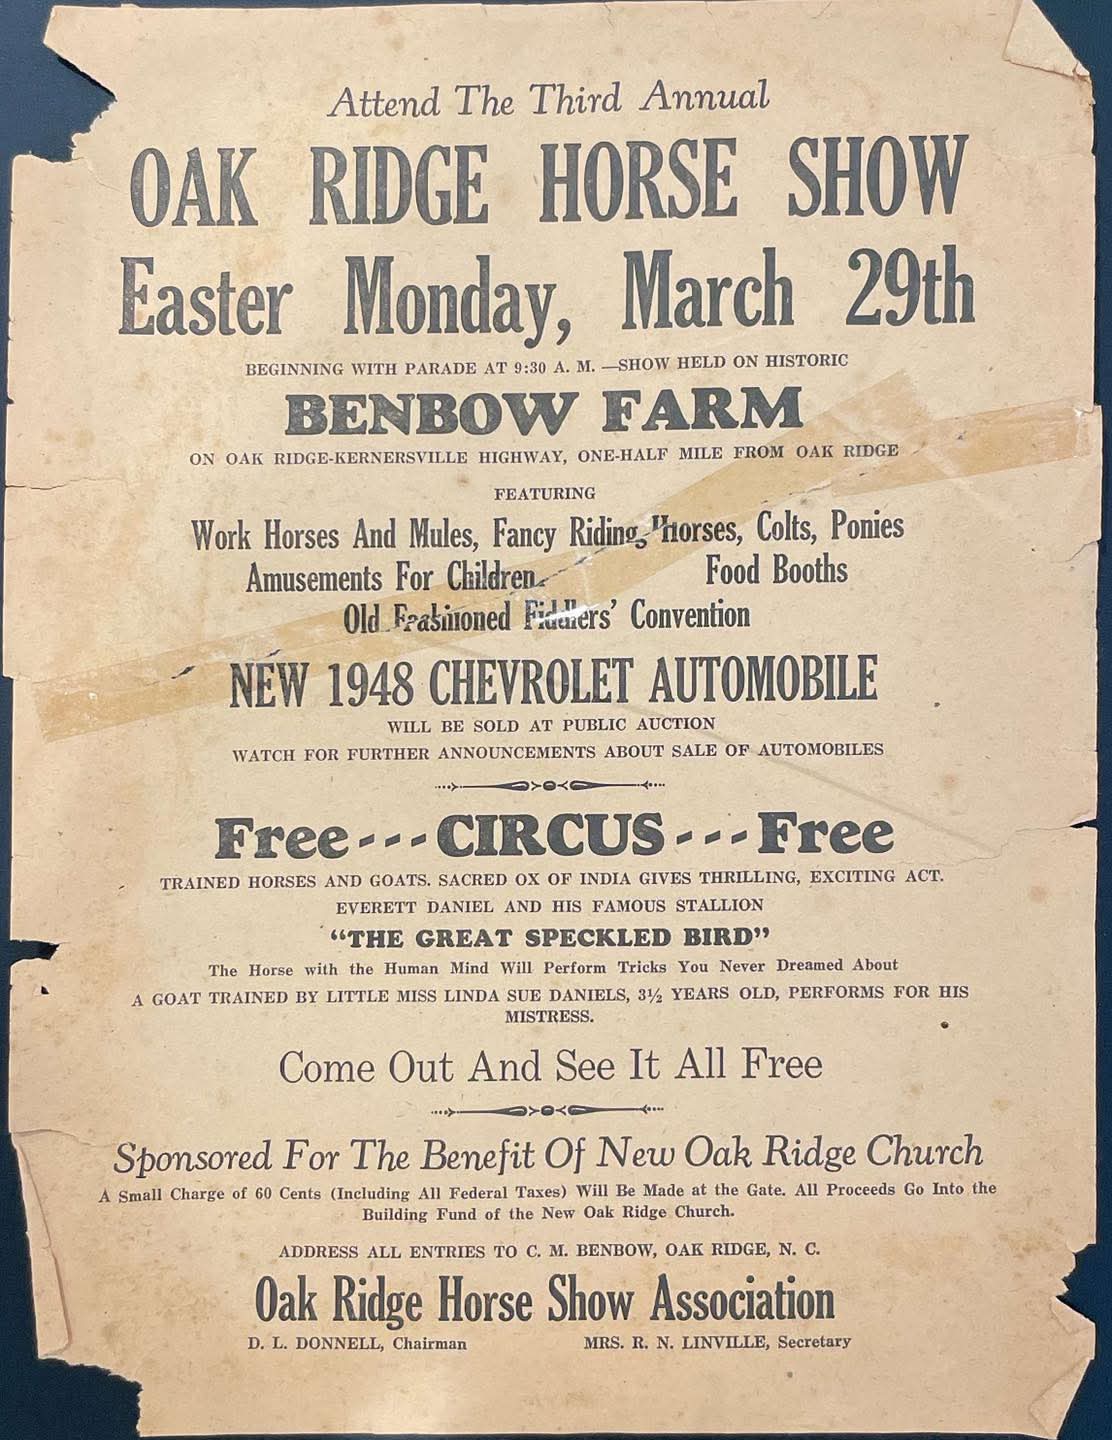 Attend The Third Annual
OAK RIDGE HORSE SHOW
Easter Monday, March 29th
BEGINNING WITH PARADE AT 9:30 A. M. —SHOW HELD ON HISTORIC
BENBOW FARM
ON OAK RIDGE-KERNERSVILLE HIGHWAY, ONE-HALF MILE FROM OAK RIDGE
FEATURING
Work Horses And Mules, Fancy Riding Horses, Colts, Ponies
Amusements For Children Food Booths
Old Fashioned Fiddlers' Convention
NEW 1948 CHEVROLET AUTOMOBILE
WILL BE SOLD AT PUBLIC AUCTION
WATCH FOR FURTHER ANNOUNCEMENTS ABOUT SALE OF AUTOMOBILES
Free---CIRCUS---Free
TRAINED HORSES AND GOATS. SACRED OX OF INDIA GIVES THRILLING, EXCITING ACT.
EVERETT DANIEL AND HIS FAMOUS STALLION
“THE GREAT SPECKLED BIRD”
The Horse with the Human Mind Will Perform Tricks You Never Dreamed About
A GOAT TRAINED BY LITTLE MISS LINDA SUE DANIELS, 3½ YEARS OLD, PERFORMS FOR HIS
MISTRESS.
Come Out And See It All Free
Sponsored For The Benefit Of New Oak Ridge Church
A Small Charge of 60 Cents (Including All Federal Taxes) Will Be Made at the Gate. All Proceeds Go Into the
Building Fund of the New Oak Ridge Church.
ADDRESS ALL ENTRIES TO C. M. BENBOW, OAK RIDGE, N. C.
Oak Ridge Horse Show Association
D. L. DONNELL, Chairman MRS. R. N. LINVILLE, Secretary